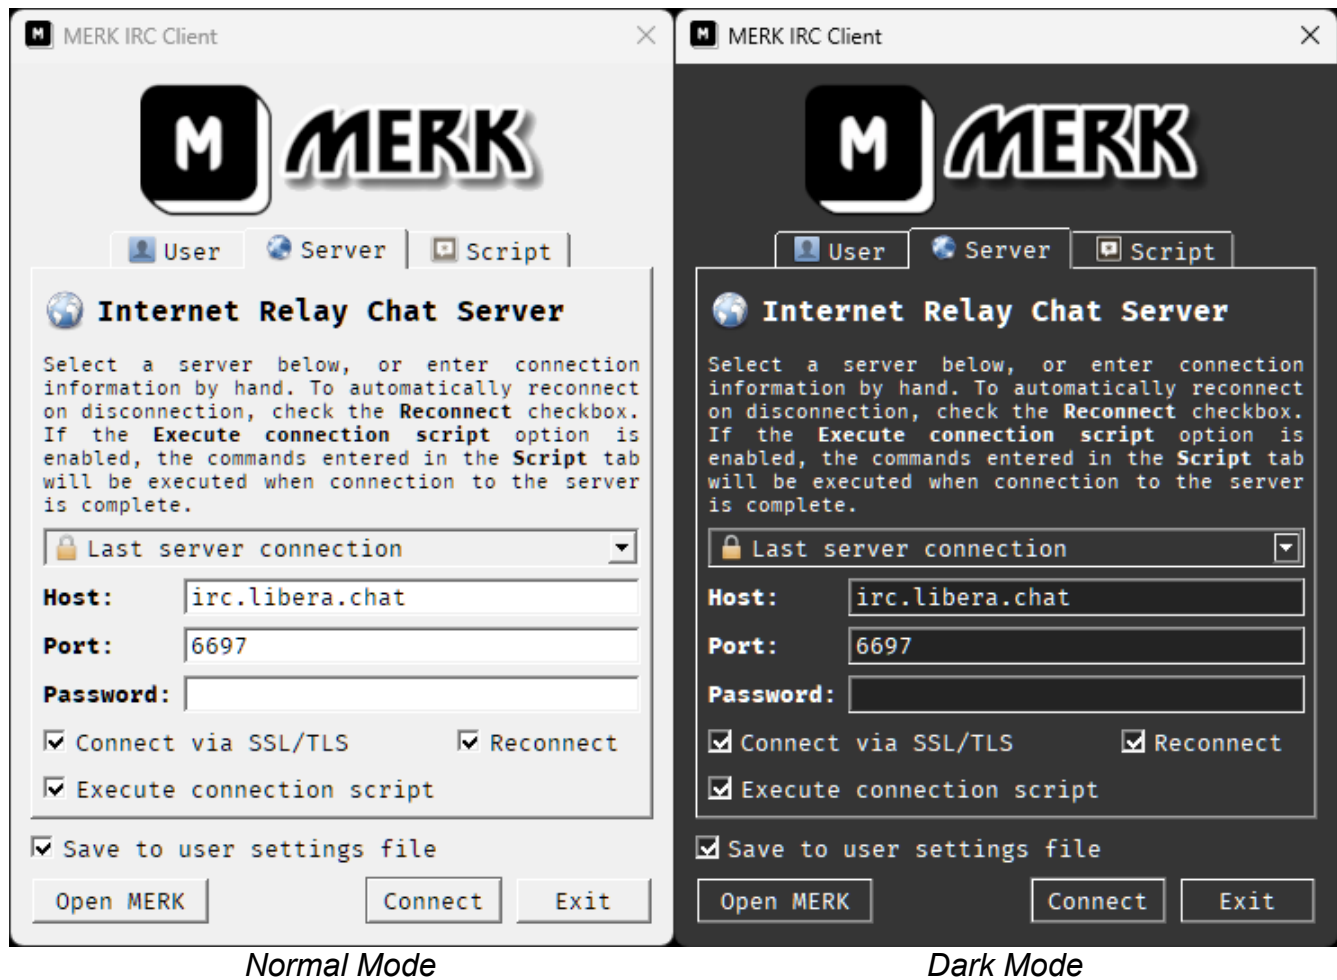 MERK IRC Client
M MERK
User Server Script
Internet Relay Chat Server
Select a server below, or enter connection
information by hand. To automatically reconnect
on disconnection, check the Reconnect checkbox.
If the Execute connection script option is
enabled, the commands entered in the Script tab
will be executed when connection to the server
is complete.
Last server connection
Host: irc.libera.chat
Port: 6697
Password:
Connect via SSL/TLS Reconnect
Execute connection script
Save to user settings file
Open MERK Connect Exit
Normal Mode
MERK IRC Client
M MERK
User Server Script
Internet Relay Chat Server
Select a server below, or enter connection
information by hand. To automatically reconnect
on disconnection, check the Reconnect checkbox.
If the Execute connection script option is
enabled, the commands entered in the Script tab
will be executed when connection to the server
is complete.
Last server connection
Host: irc.libera.chat
Port: 6697
Password:
Connect via SSL/TLS Reconnect
Execute connection script
Save to user settings file
Open MERK Connect Exit
Dark Mode